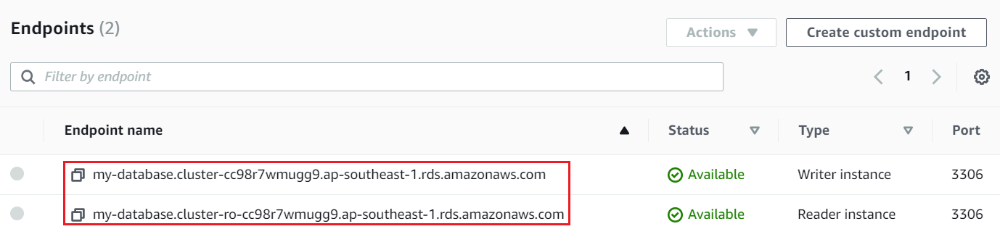 Endpoints (2)
Actions
Create custom endpoint
Filter by endpoint
1
Endpoint name Status Type Port
my-database.cluster-cc98r7wmugg9.ap-southeast-1.rds.amazonaws.com Available Writer instance 3306
my-database.cluster-ro-cc98r7wmugg9.ap-southeast-1.rds.amazonaws.com Available Reader instance 3306